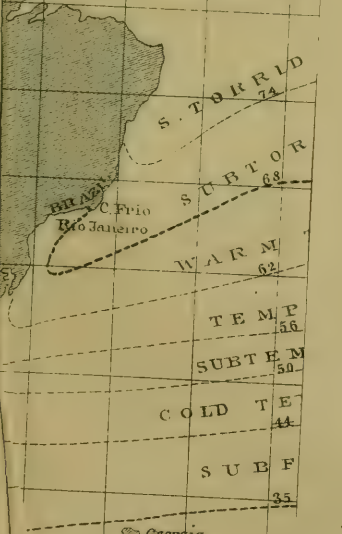 S. TORRID
74
SUBTOR
68
BRAZIL
C. Frio
Rio Janeiro
WARM T
62
TEMP
56
SUBTEM
50
COLD TE
44
SUBF
35
Georgia